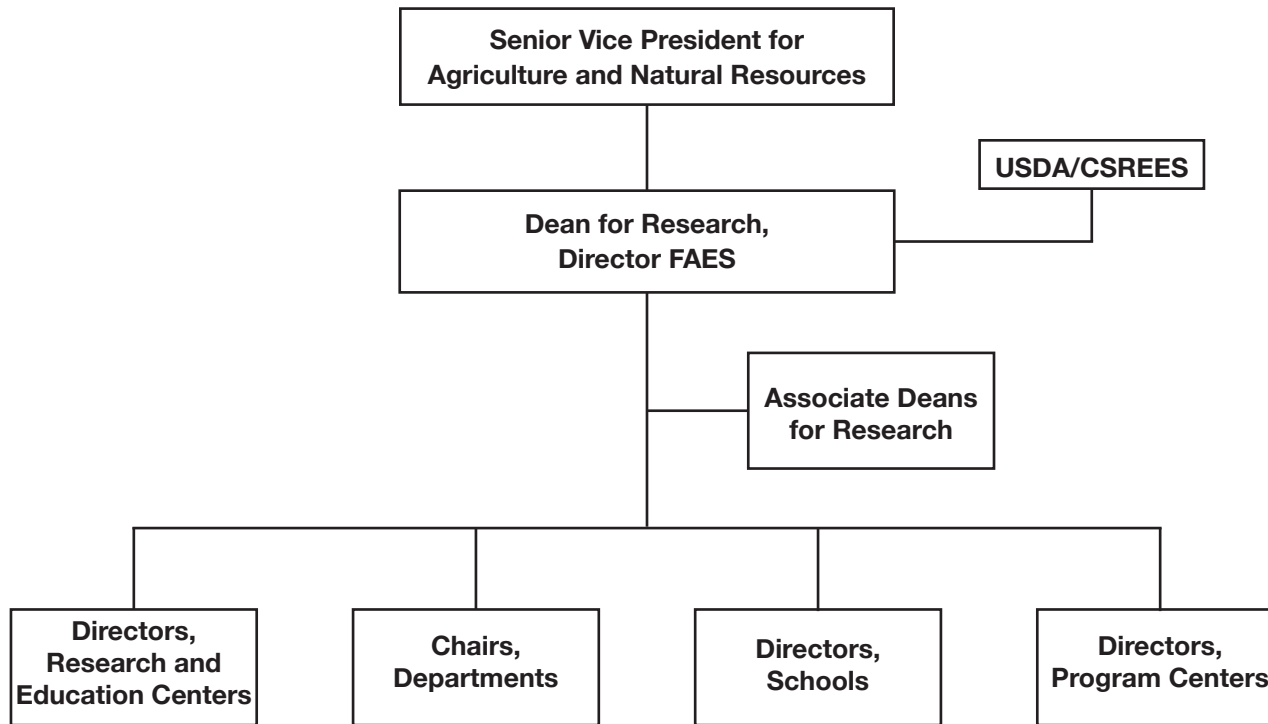 Senior Vice President for
Agriculture and Natural Resources
USDA/CSREES
Dean for Research,
Director FAES
Associate Deans
for Research
Directors,
Research and
Education Centers
Chairs,
Departments
Directors,
Schools
Directors,
Program Centers